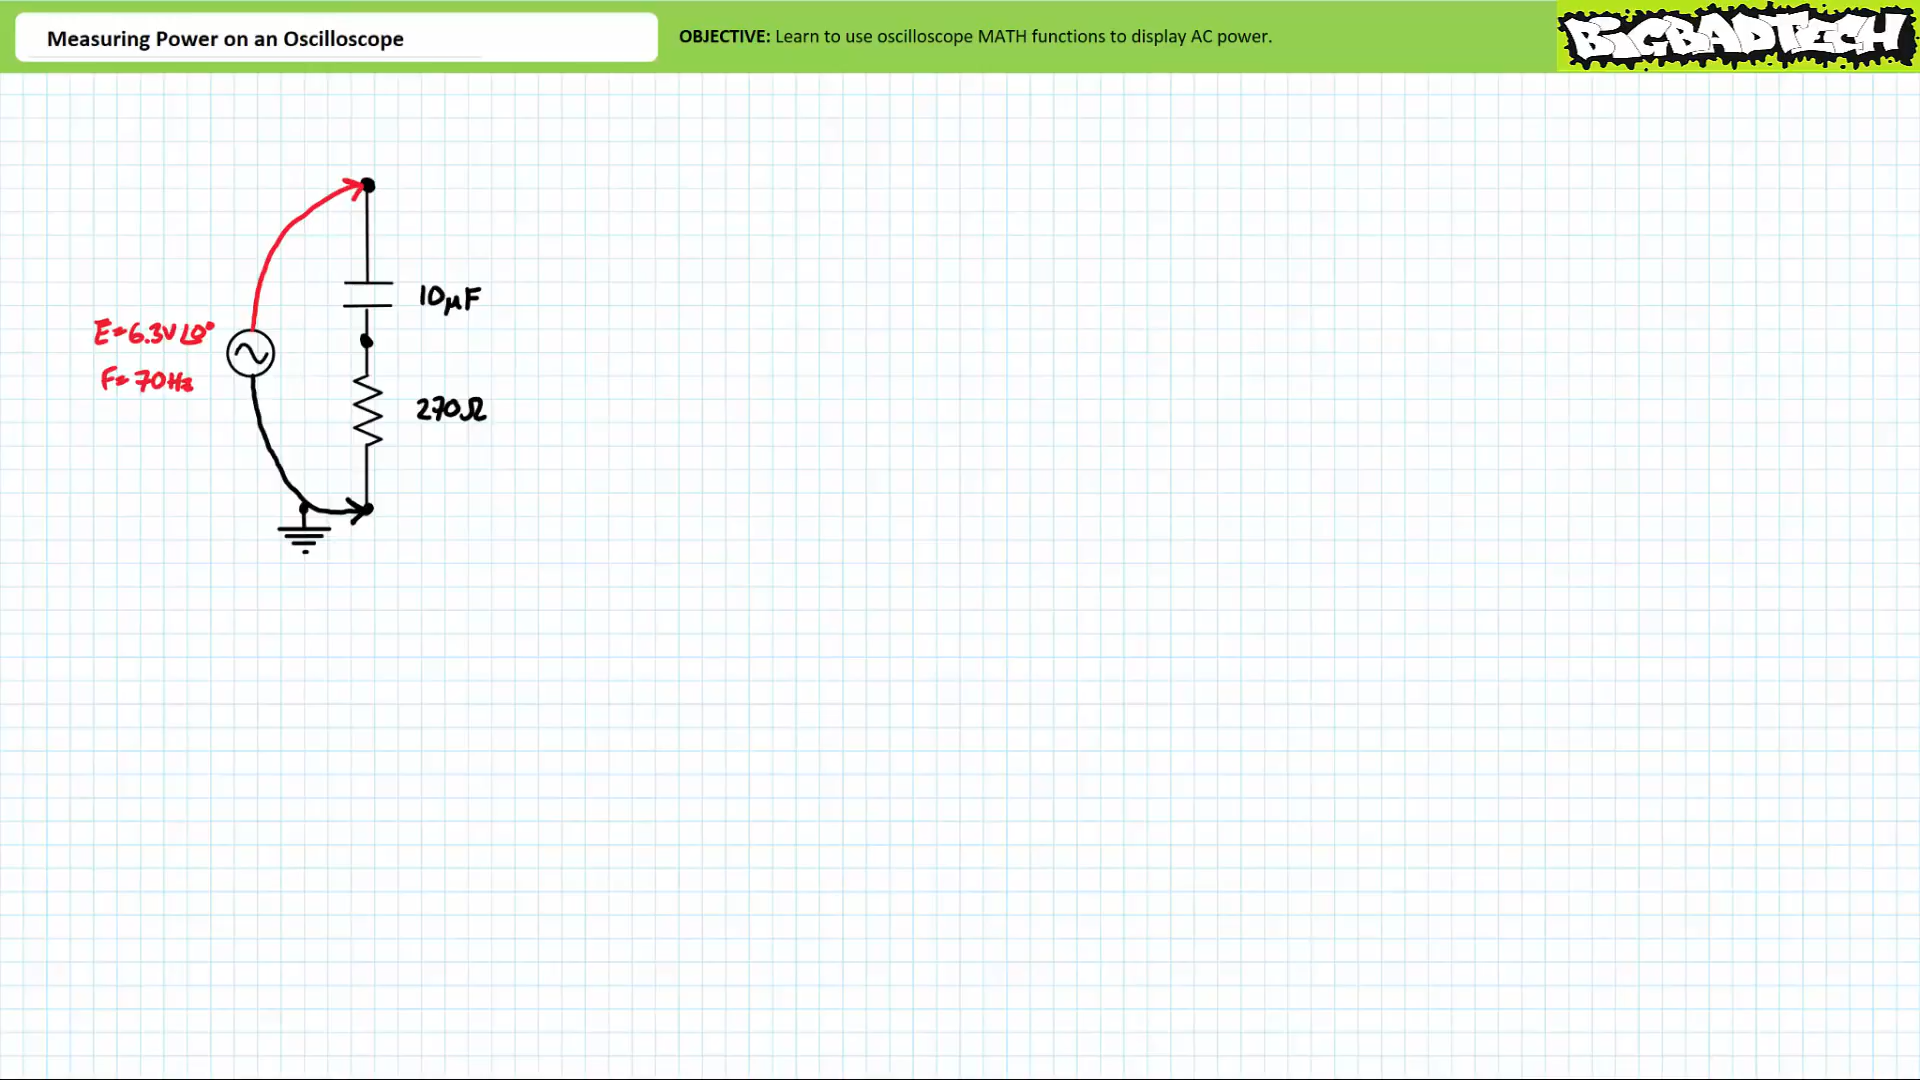 Measuring Power on an Oscilloscope
OBJECTIVE: Learn to use oscilloscope MATH functions to display AC power.
BIGBADTECH
10µF
E=6.3V∠0°
F=70Hz
270Ω